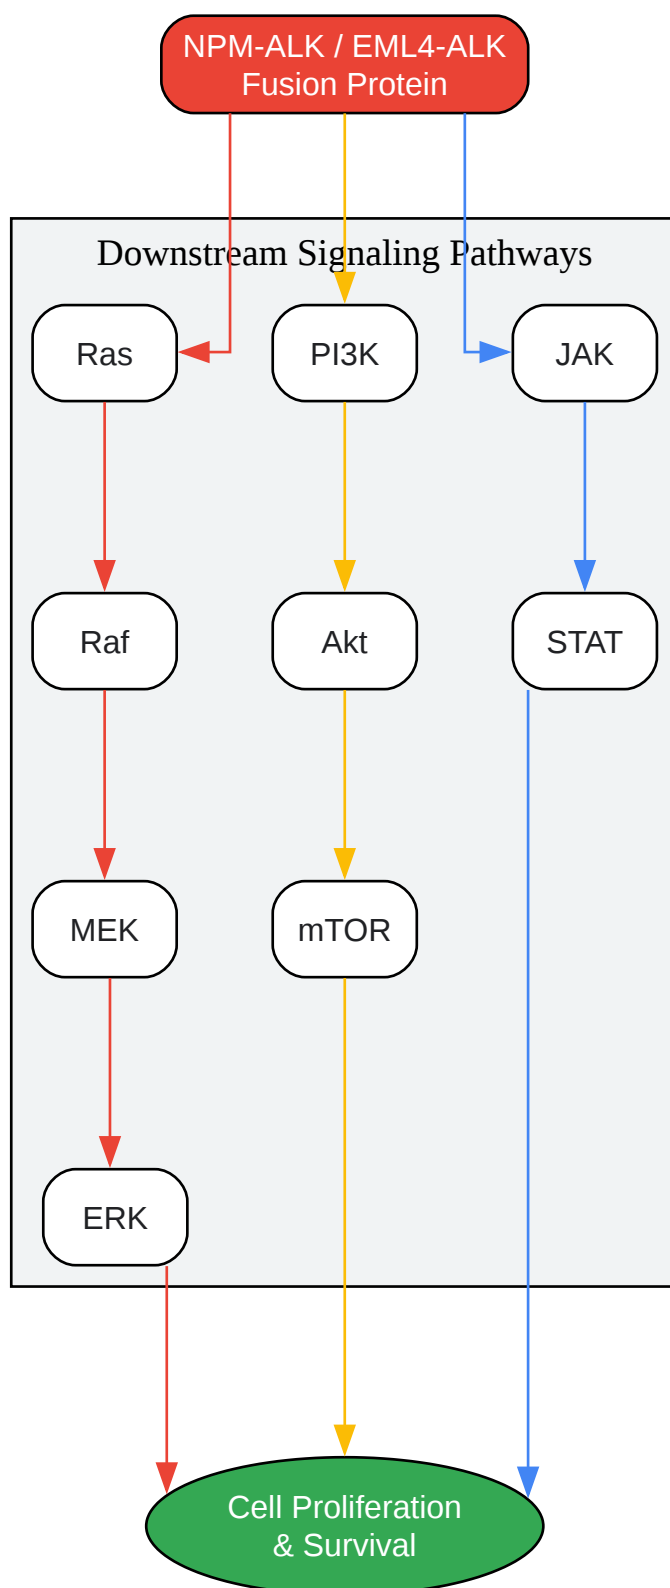 NPM-ALK / EML4-ALK
Fusion Protein
Downstream Signaling Pathways
Ras
PI3K
JAK
Raf
Akt
STAT
MEK
mTOR
ERK
Cell Proliferation
& Survival